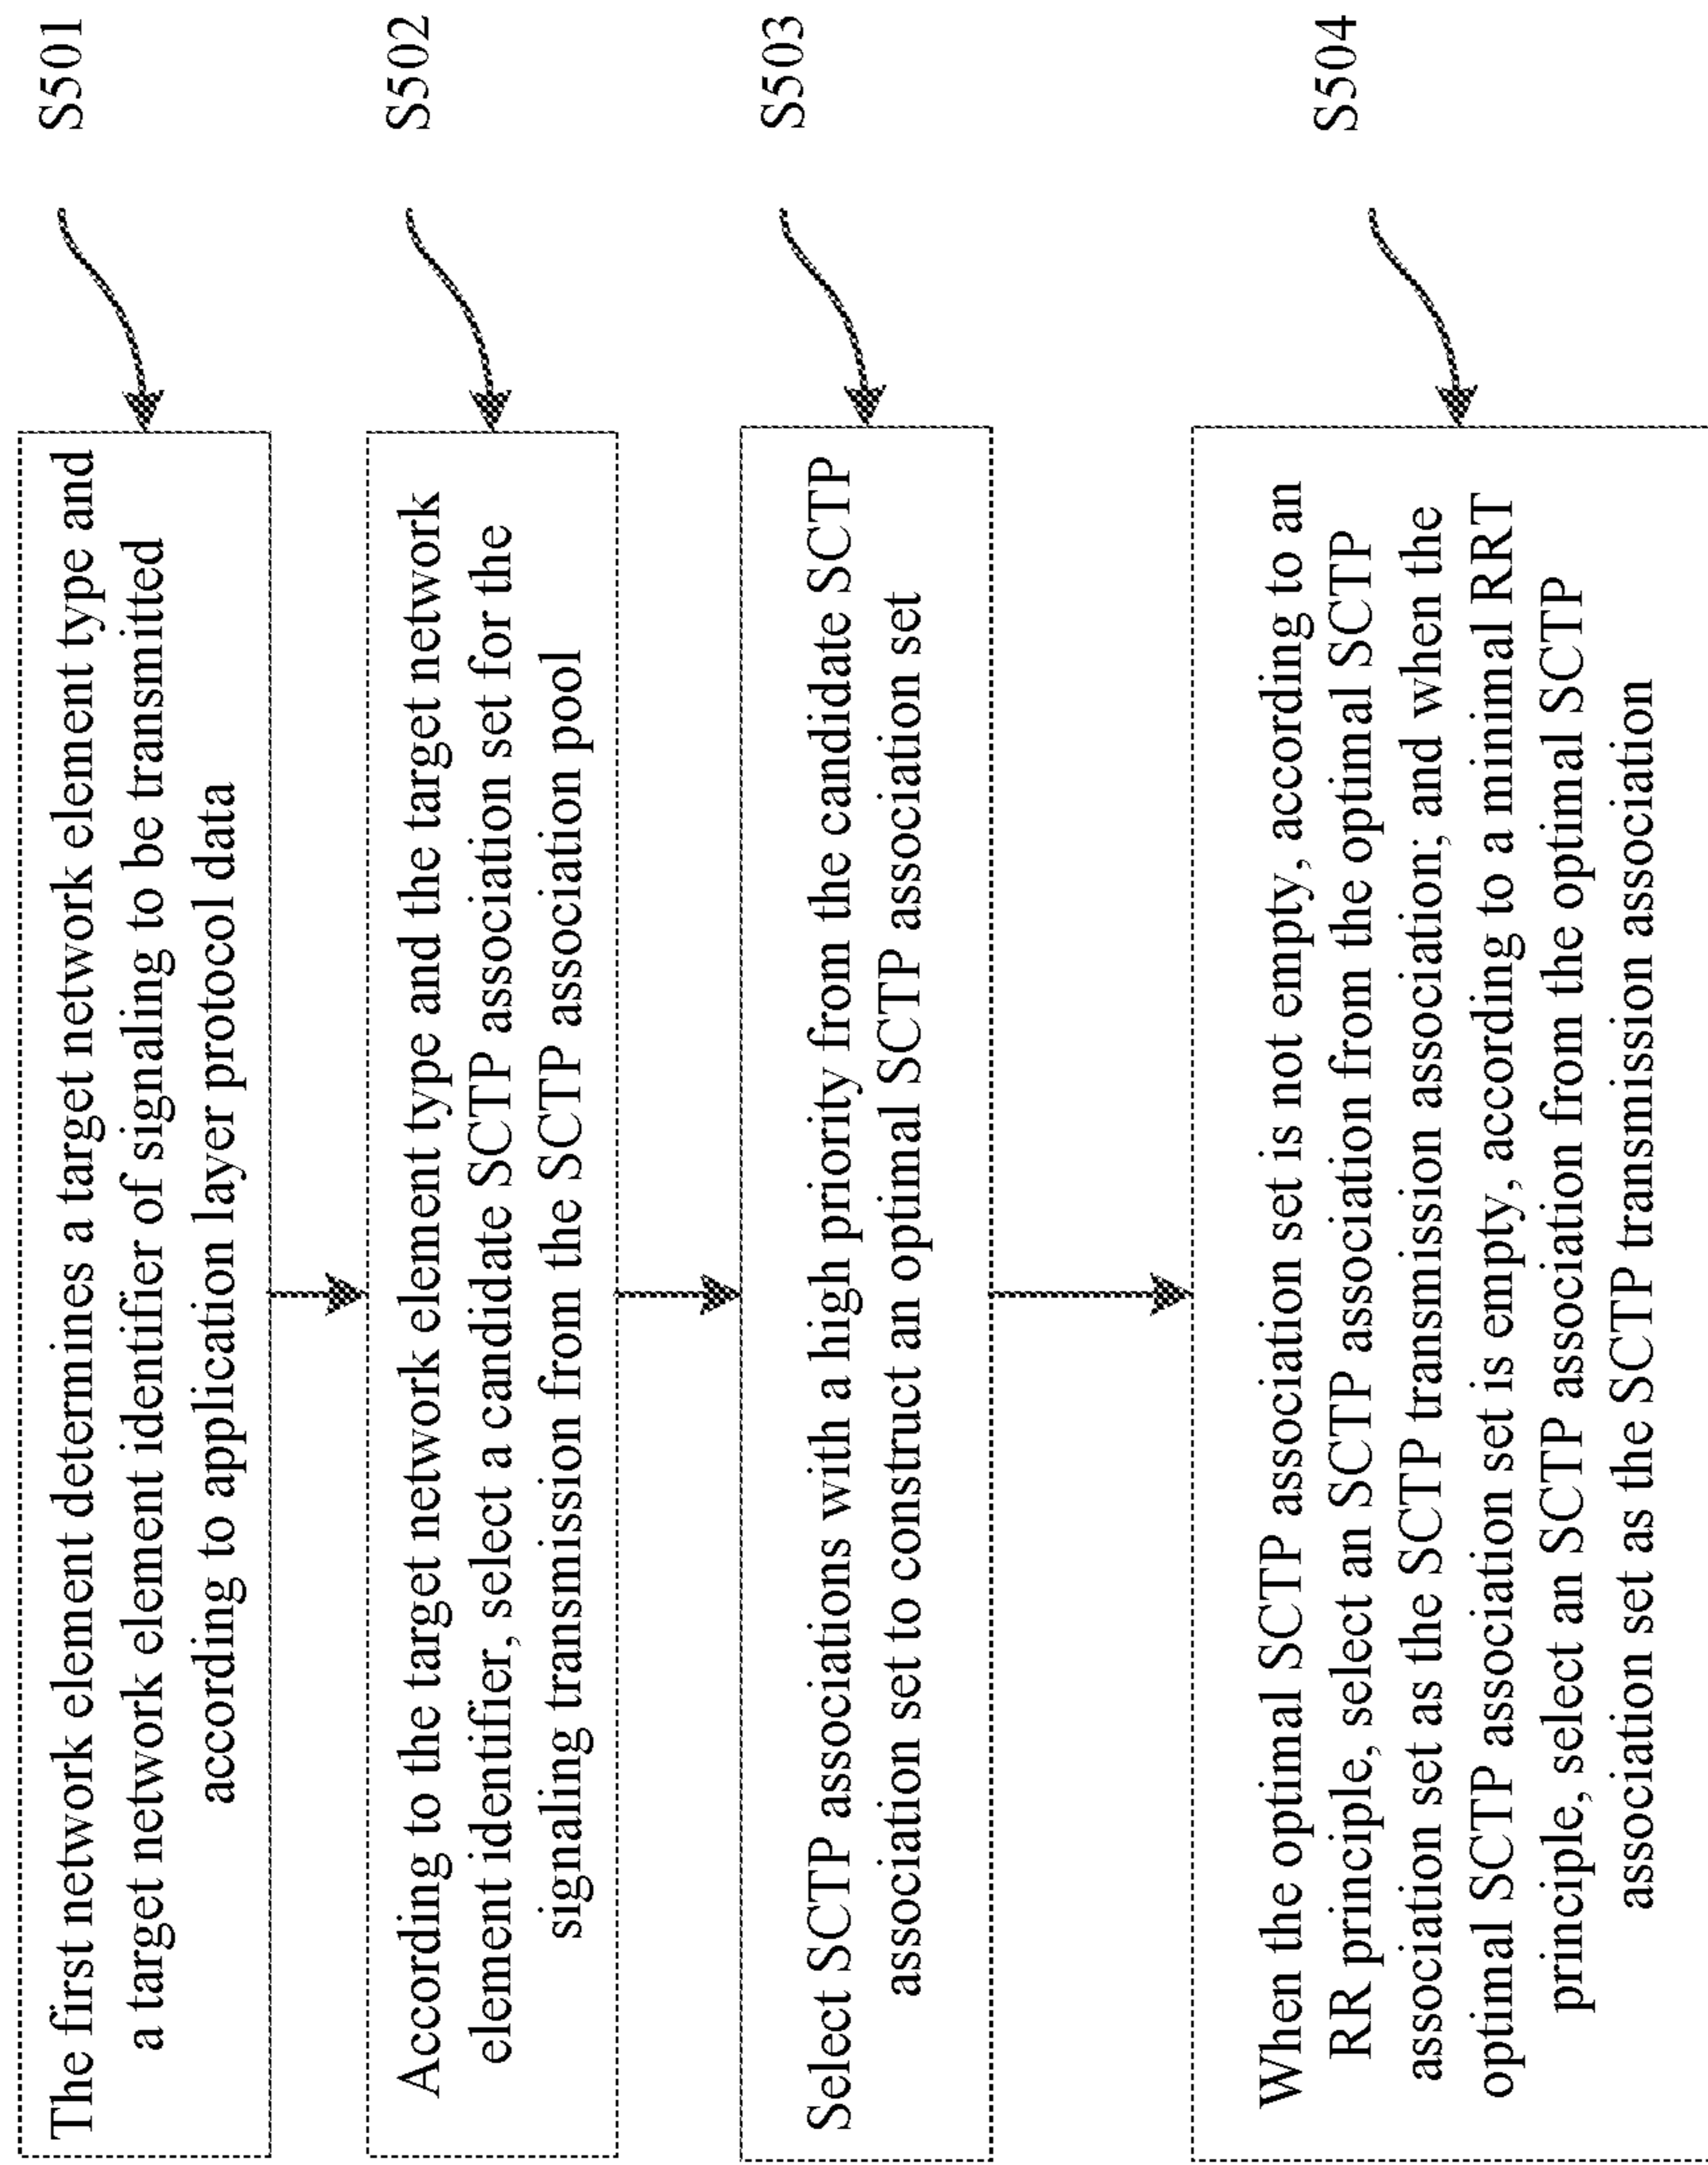 The first network element determines a target network element type and
a target network element identifier of signaling to be transmitted
according to application layer protocol data
S501
According to the target network element type and the target network
element identifier, select a candidate SCTP association set for the
signaling transmission from the SCTP association pool
S502
Select SCTP associations with a high priority from the candidate SCTP
association set to construct an optimal SCTP association set
S503
When the optimal SCTP association set is not empty, according to an
RR principle, select an SCTP association from the optimal SCTP
association set as the SCTP transmission association; and when the
optimal SCTP association set is empty, according to a minimal RRT
principle, select an SCTP association from the optimal SCTP
association set as the SCTP transmission association
S504